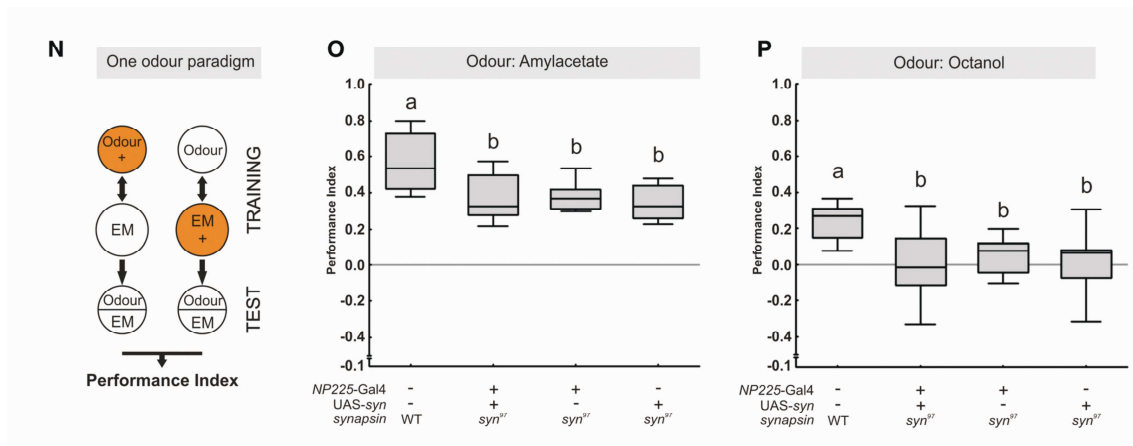 N
One odour paradigm
Odour
+
Odour
EM
EM
+
Odour
EM
Odour
EM
TRAINING
TEST
Performance Index
O
Odour: Amylacetate
Performance Index
1.0
0.8
0.6
0.4
0.2
0.0
-0.2
-0.4
-0.1
a
b
b
b
NP225-Gal4 - + + -
UAS-syn - + - +
synapsin WT syn⁹⁷ syn⁹⁷ syn⁹⁷
P
Odour: Octanol
Performance Index
1.0
0.8
0.6
0.4
0.2
0.0
-0.2
-0.4
-0.1
a
b
b
b
NP225-Gal4 - + + -
UAS-syn - + - +
synapsin WT syn⁹⁷ syn⁹⁷ syn⁹⁷